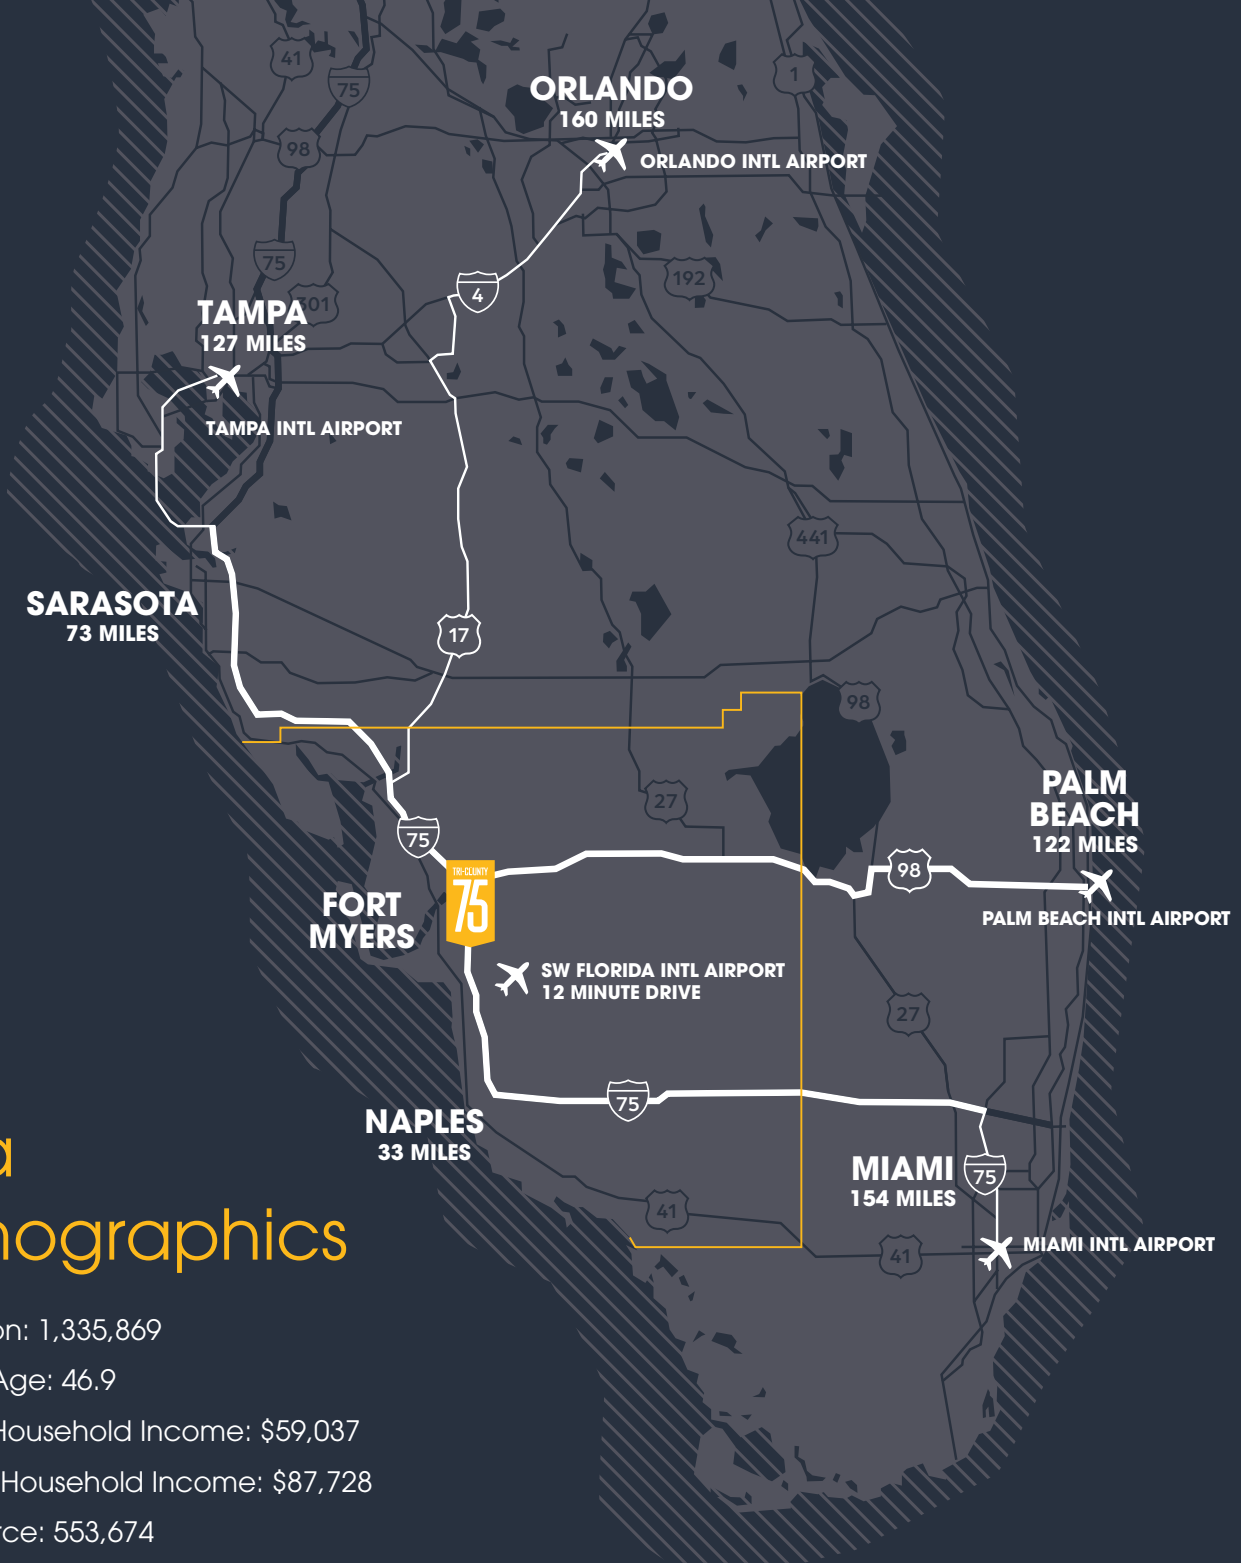 41
75
1
ORLANDO
160 MILES
98
ORLANDO INTL AIRPORT
75
192
4
301
TAMPA
127 MILES
TAMPA INTL AIRPORT
441
SARASOTA
73 MILES
17
98
27
PALM
BEACH
122 MILES
75
98
TRI-COUNTY
75
FORT
MYERS
PALM BEACH INTL AIRPORT
SW FLORIDA INTL AIRPORT
12 MINUTE DRIVE
27
75
NAPLES
33 MILES
MIAMI
154 MILES
75
41
41
MIAMI INTL AIRPORT
a
nographics
on: 1,335,869
Age: 46.9
Household Income: $59,037
Household Income: $87,728
rce: 553,674